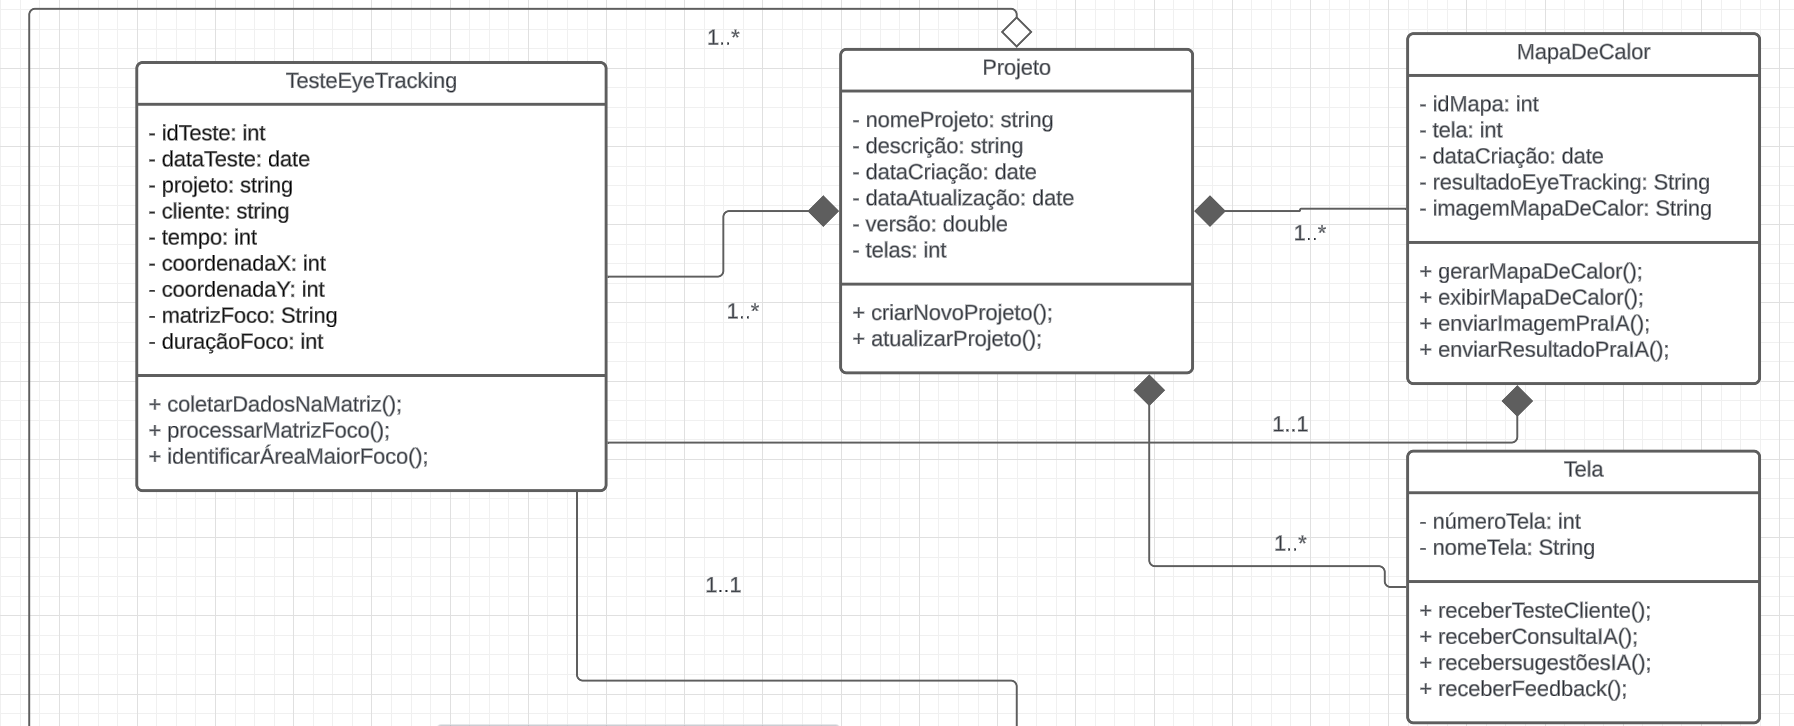 1..*
TesteEyeTracking
- idTeste: int
- dataTeste: date
- projeto: string
- cliente: string
- tempo: int
- coordenadaX: int
- coordenadaY: int
- matrizFoco: String
- duraçãoFoco: int
+ coletarDadosNaMatriz();
+ processarMatrizFoco();
+ identificarÁreaMaiorFoco();
1..*
Projeto
- nomeProjeto: string
- descrição: string
- dataCriação: date
- dataAtualização: date
- versão: double
- telas: int
+ criarNovoProjeto();
+ atualizarProjeto();
1..*
MapaDeCalor
- idMapa: int
- tela: int
- dataCriação: date
- resultadoEyeTracking: String
- imagemMapaDeCalor: String
+ gerarMapaDeCalor();
+ exibirMapaDeCalor();
+ enviarImagemPraIA();
+ enviarResultadoPraIA();
1..1
1..*
1..1
Tela
- númeroTela: int
- nomeTela: String
+ receberTesteCliente();
+ receberConsultaIA();
+ recebersugestõesIA();
+ receberFeedback();